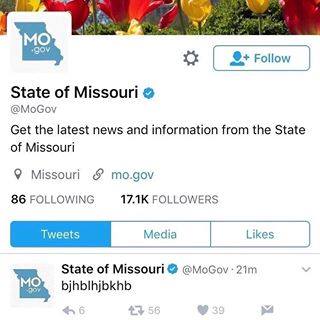 MO
.gov
Follow
State of Missouri
@MoGov
Get the latest news and information from the State
of Missouri
Missouri mo.gov
86 FOLLOWING 17.1K FOLLOWERS
Tweets Media Likes
MO
.gov
State of Missouri @MoGov · 21m
bjhblhjbkhb
6 56 39